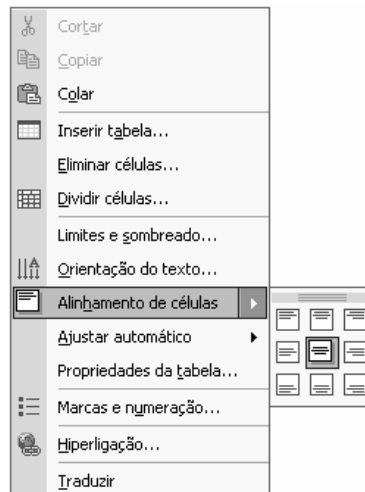 Cortar
Copiar
Colar
Inserir tabela...
Eliminar células...
Dividir células...
Limites e sombreado...
Orientação do texto...
Alinhamento de células
Ajustar automático
Propriedades da tabela...
Marcas e numeração...
Hiperligação...
Traduzir